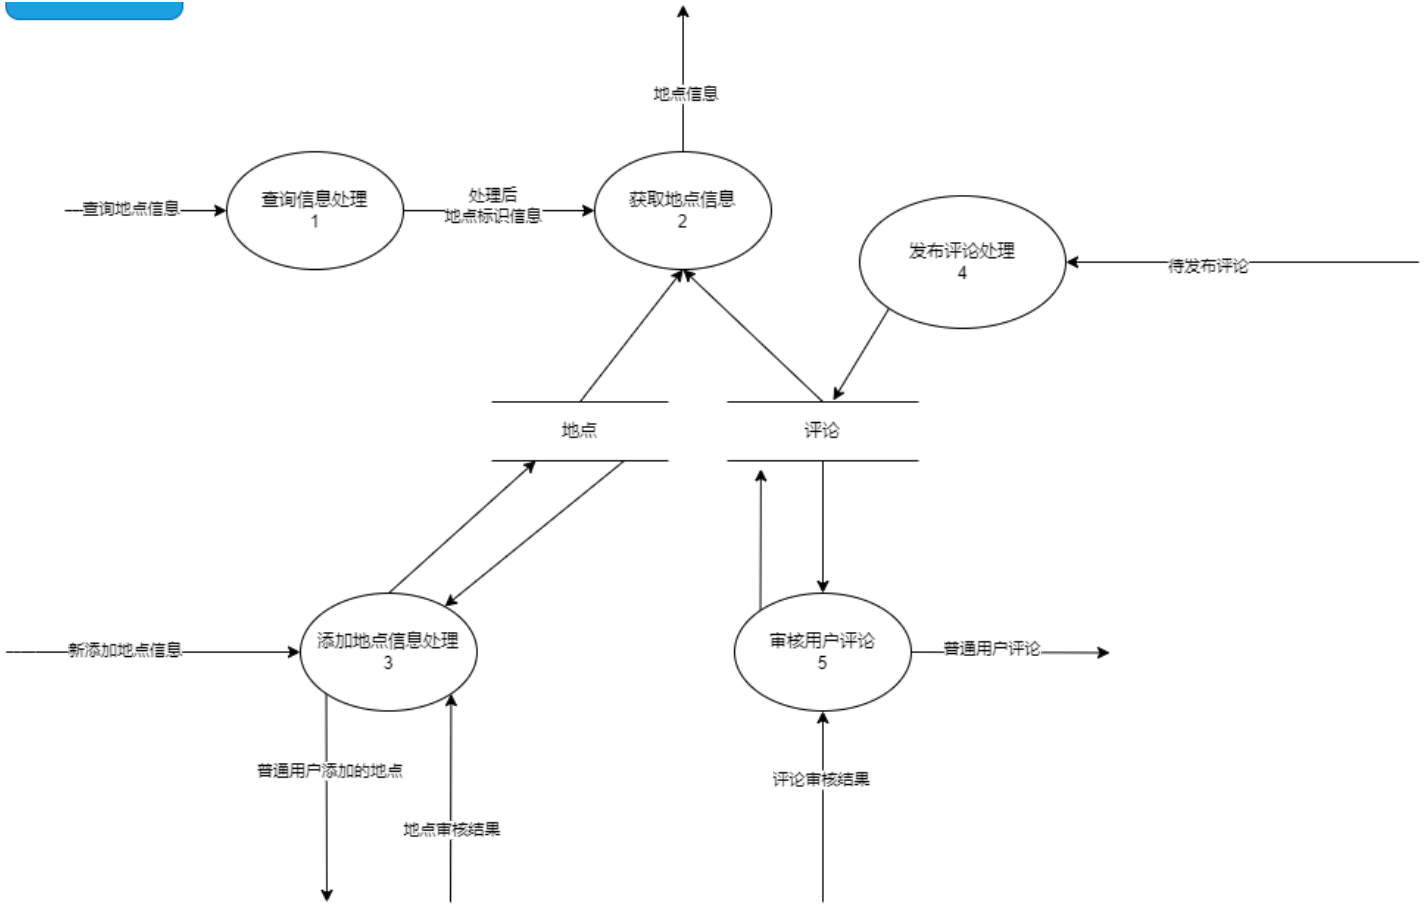 地点信息
查询地点信息
查询信息处理
1
处理后
地点标识信息
获取地点信息
2
发布评论处理
4
待发布评论
地点
评论
新添加地点信息
添加地点信息处理
3
审核用户评论
5
普通用户评论
普通用户添加的地点
评论审核结果
地点审核结果